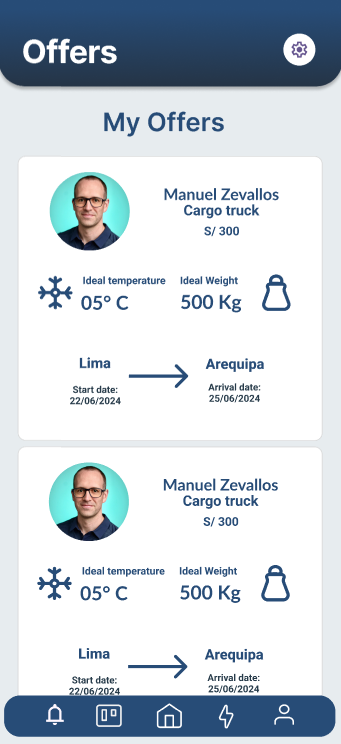 Offers
My Offers
Manuel Zevallos
Cargo truck
S/ 300
Ideal temperature
05° C
Ideal Weight
500 Kg
Lima
Start date:
22/06/2024
Arequipa
Arrival date:
25/06/2024
Manuel Zevallos
Cargo truck
S/ 300
Ideal temperature
05° C
Ideal Weight
500 Kg
Lima
Start date:
22/06/2024
Arequipa
Arrival date:
25/06/2024